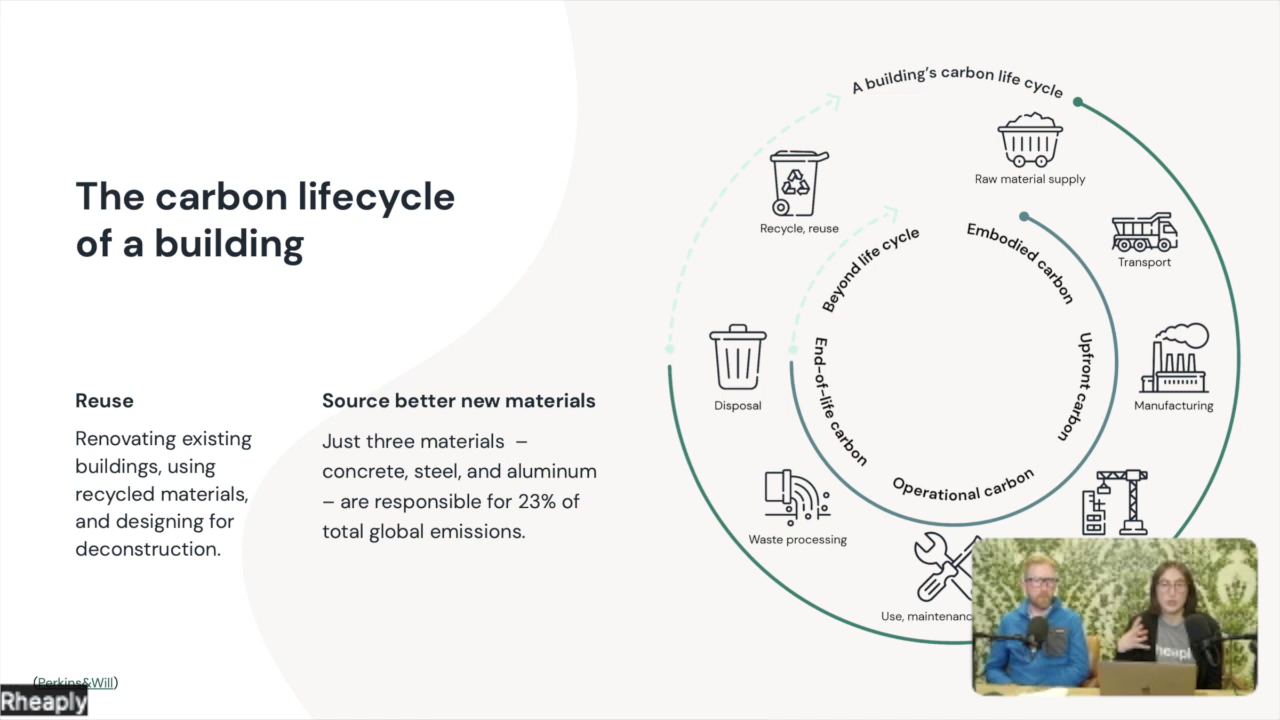 The carbon lifecycle
of a building
Reuse
Renovating existing
buildings, using
recycled materials,
and designing for
deconstruction.
Source better new materials
Just three materials –
concrete, steel, and aluminum
– are responsible for 23% of
total global emissions.
A building's carbon life cycle
Raw material supply
Transport
Manufacturing
Use, maintenance
Waste processing
Disposal
Recycle, reuse
Embodied carbon
Upfront carbon
Operational carbon
End-of-life carbon
Beyond life cycle
(Perkins&Will)
Rheaply